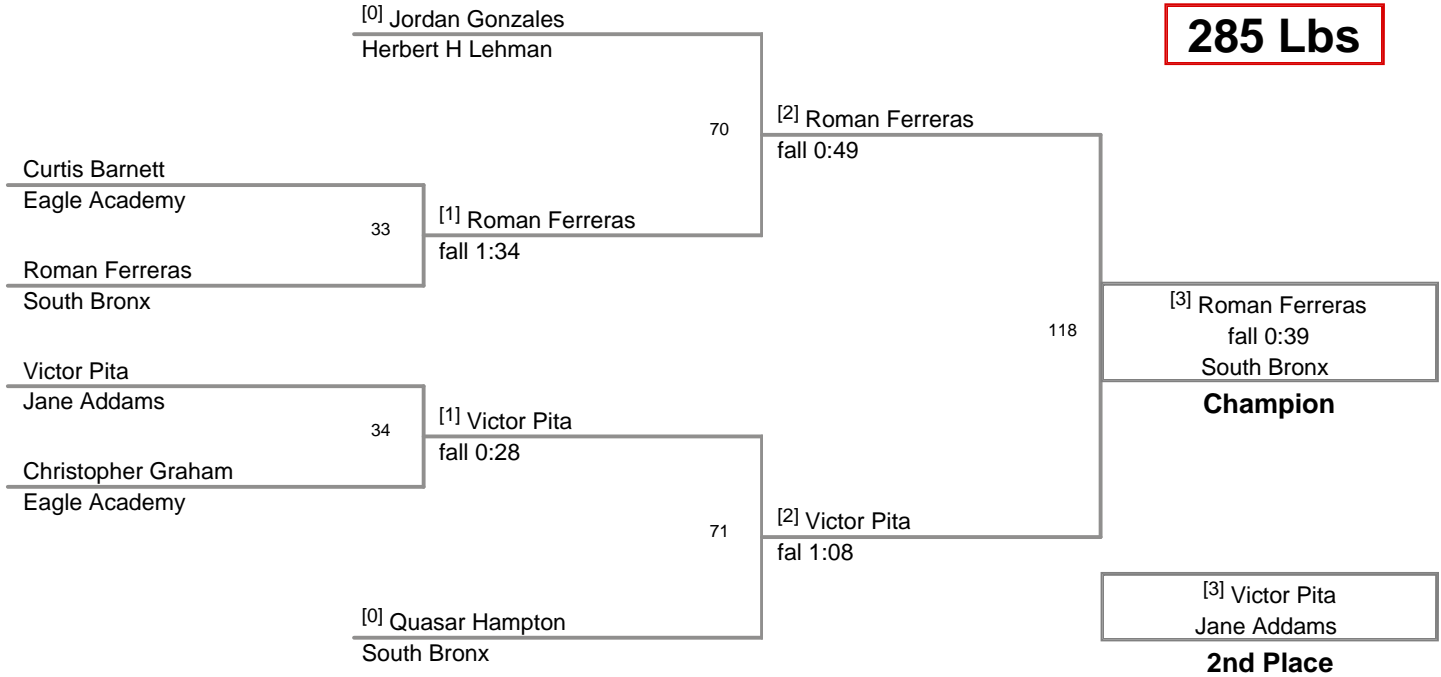 [0] Jordan Gonzales
Herbert H Lehman
285 Lbs
70
[2] Roman Ferreras
fall 0:49
Curtis Barnett
Eagle Academy
33
[1] Roman Ferreras
fall 1:34
Roman Ferreras
South Bronx
118
[3] Roman Ferreras
fall 0:39
South Bronx
Champion
Victor Pita
Jane Addams
34
[1] Victor Pita
fall 0:28
Christopher Graham
Eagle Academy
71
[2] Victor Pita
fal 1:08
[0] Quasar Hampton
South Bronx
[3] Victor Pita
Jane Addams
2nd Place